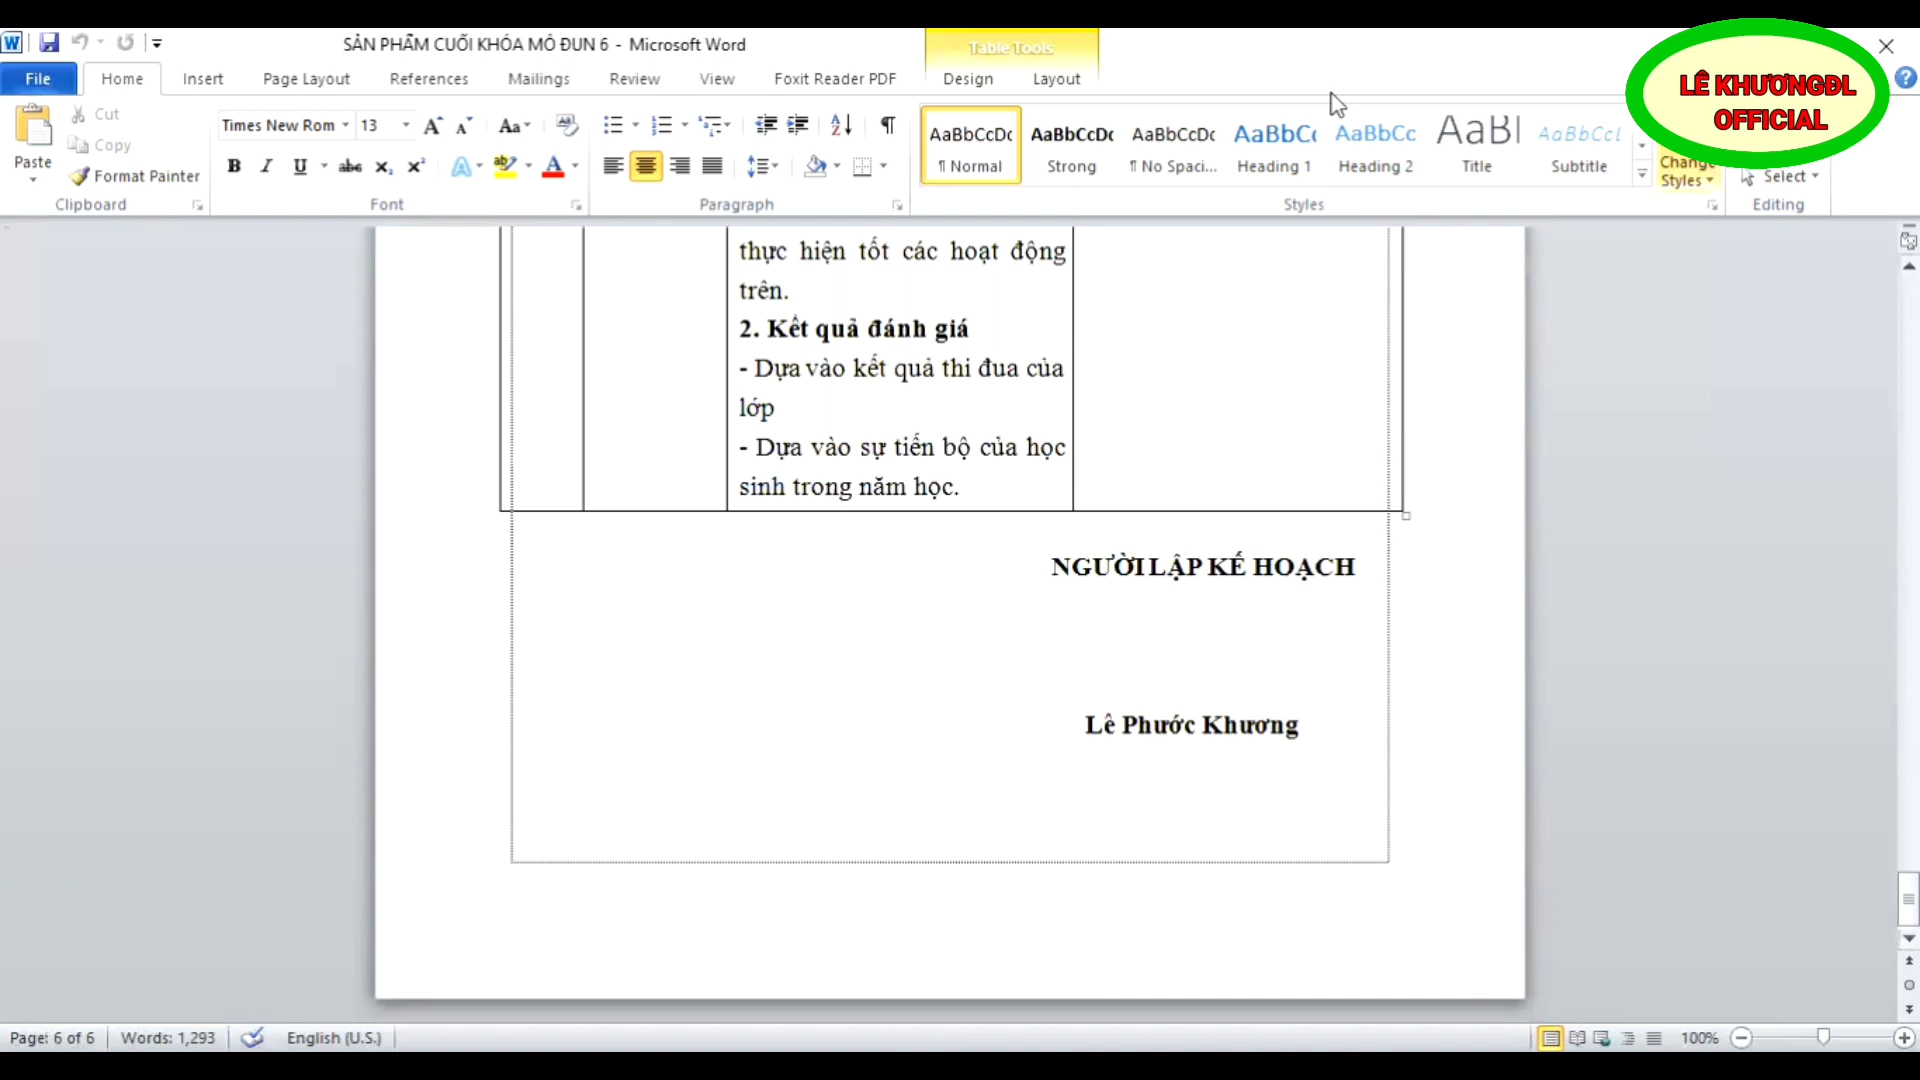 SẢN PHẨM CUỐI KHÓA MÔ ĐUN 6 - Microsoft Word
Table Tools
LÊ KHƯƠNGĐL
OFFICIAL
File Home Insert Page Layout References Mailings Review View Foxit Reader PDF Design Layout
Paste
Cut
Copy
Format Painter
Clipboard
Times New Rom 13
Font
Paragraph
AaBbCcDc AaBbCcDc AaBbCcDc AaBbCc AaBbCc AaBl AaBbCcL
¶ Normal Strong ¶ No Spaci... Heading 1 Heading 2 Title Subtitle
Change
Styles
Styles
Select
Editing
thực hiện tốt các hoạt động
trên.
2. Kết quả đánh giá
- Dựa vào kết quả thi đua của
lớp
- Dựa vào sự tiến bộ của học
sinh trong năm học.
NGƯỜI LẬP KẾ HOẠCH
Lê Phước Khương
Page: 6 of 6 Words: 1,293 English (U.S.) 100%